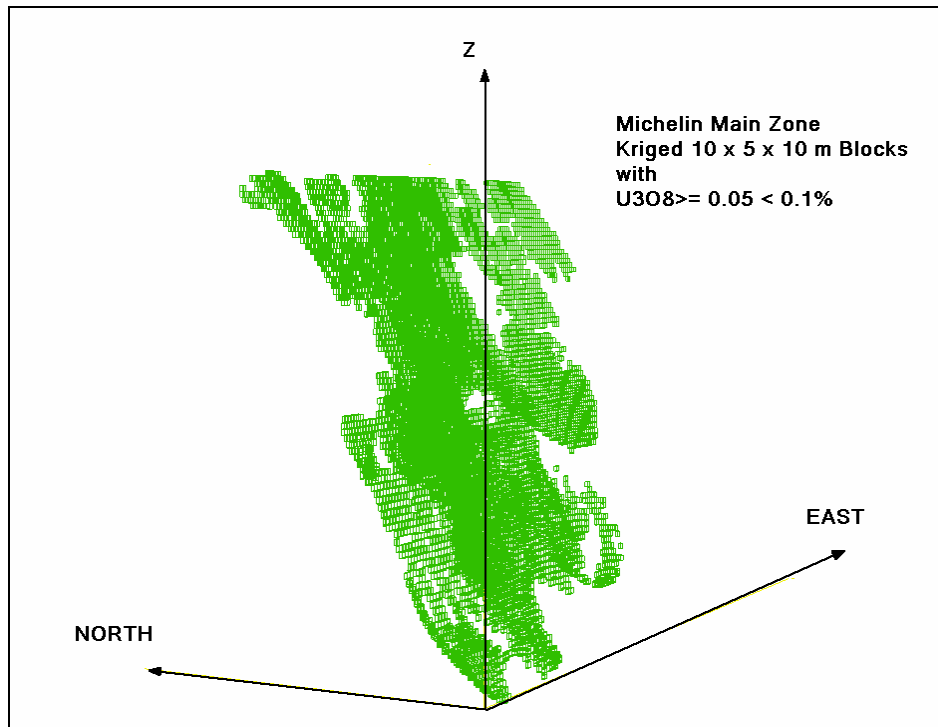 Z
Michelin Main Zone
Kriged 10 x 5 x 10 m Blocks
with
U3O8>= 0.05 < 0.1%
EAST
NORTH